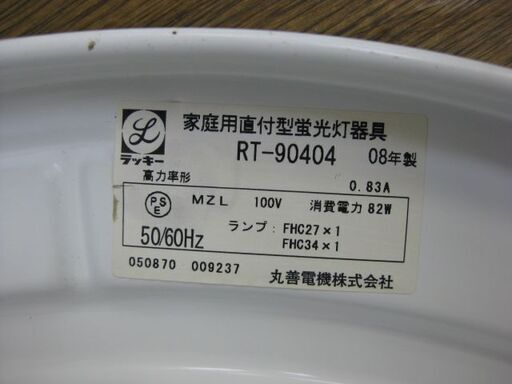 家庭用直付型蛍光灯器具
ラッキー
RT-90404 08年製
高力率形 0.83A
PSE MZL 100V 消費電力 82W
50/60Hz ランプ:FHC27×1
FHC34×1
050870 009237 丸善電機株式会社